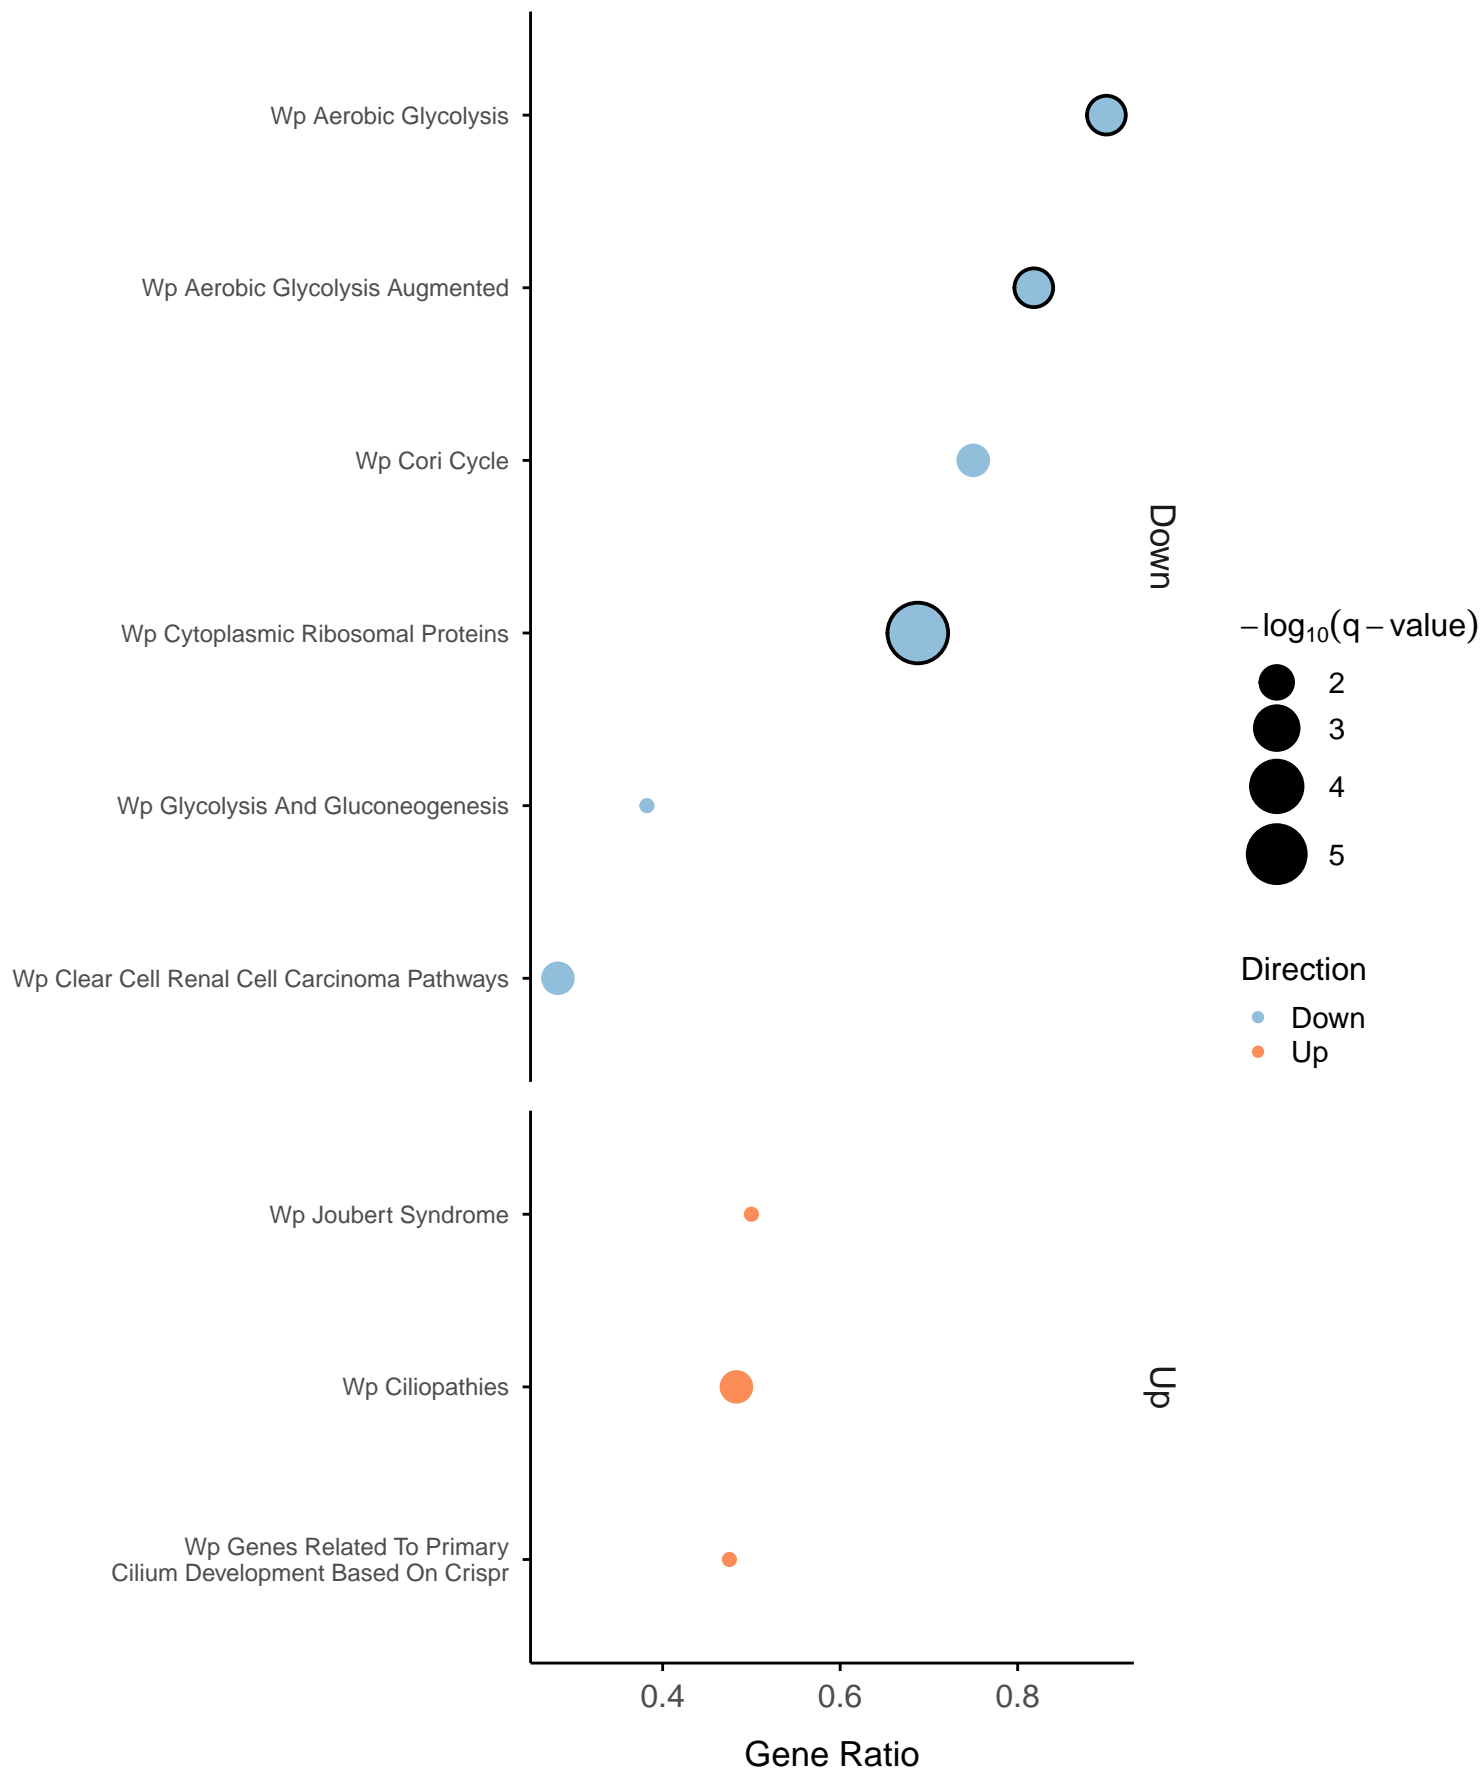 Wp Aerobic Glycolysis
Wp Aerobic Glycolysis Augmented
Wp Cori Cycle
Wp Cytoplasmic Ribosomal Proteins
Wp Glycolysis And Gluconeogenesis
Wp Clear Cell Renal Cell Carcinoma Pathways
Down
Wp Joubert Syndrome
Wp Ciliopathies
Wp Genes Related To Primary
Cilium Development Based On Crispr
Up
0.4 0.6 0.8
Gene Ratio
−log₁₀(q−value)
2
3
4
5
Direction
Down
Up